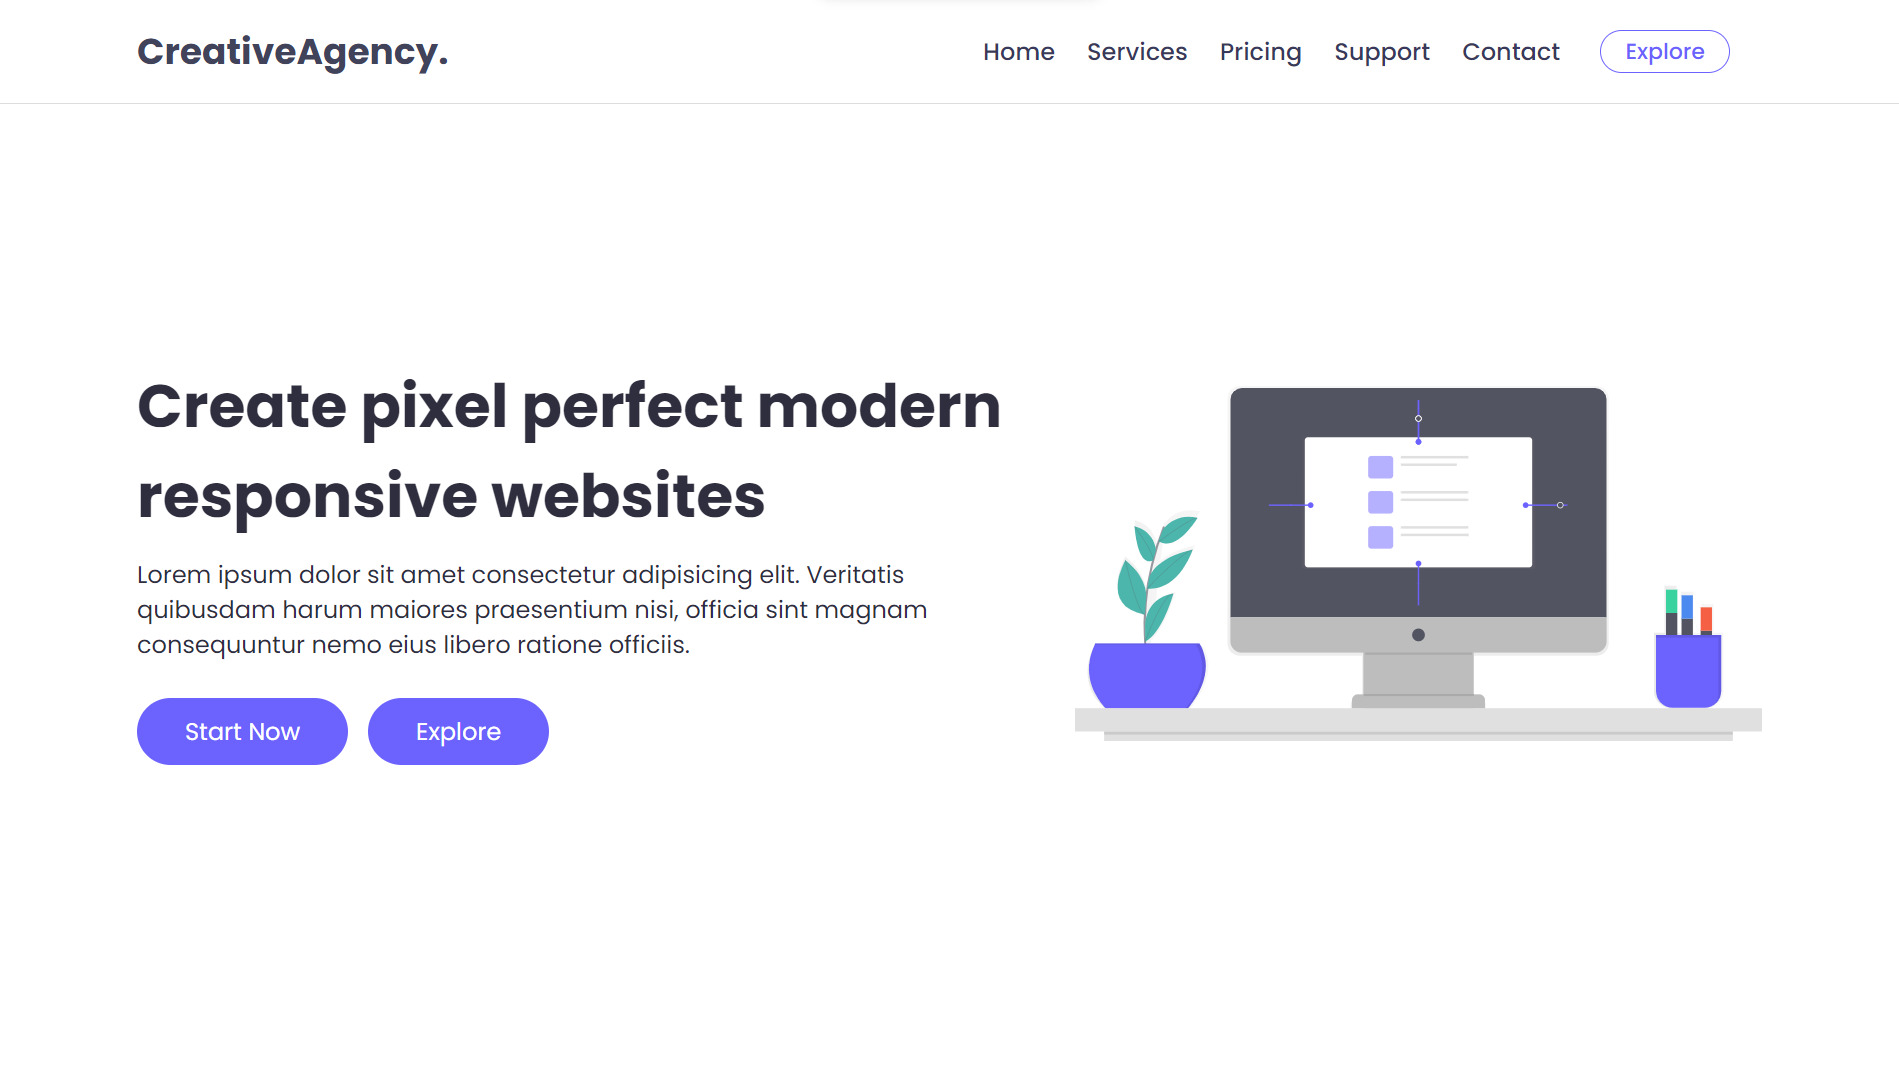 CreativeAgency.
Home Services Pricing Support Contact Explore
Create pixel perfect modern
responsive websites
Lorem ipsum dolor sit amet consectetur adipisicing elit. Veritatis
quibusdam harum maiores praesentium nisi, officia sint magnam
consequuntur nemo eius libero ratione officiis.
Start Now Explore